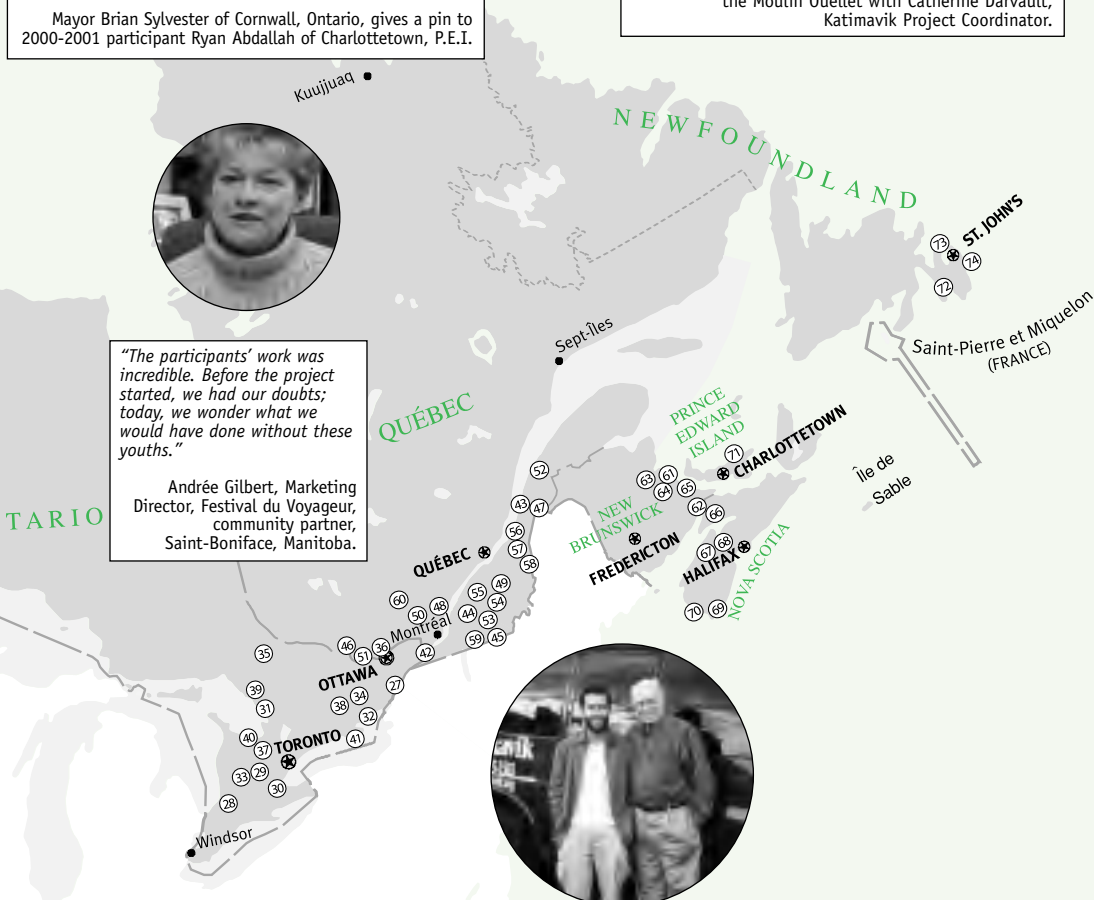 Mayor Brian Sylvester of Cornwall, Ontario, gives a pin to
2000-2001 participant Ryan Abdallah of Charlottetown, P.E.I.
the Moulin Ouellet with Catherine Darvault,
Katimavik Project Coordinator.
Kuujjuaq
NEWFOUNDLAND
ST. JOHN'S
73
74
72
Saint-Pierre et Miquelon
(FRANCE)
Sept-Îles
"The participants' work was
incredible. Before the project
started, we had our doubts;
today, we wonder what we
would have done without these
youths."
Andrée Gilbert, Marketing
Director, Festival du Voyageur,
community partner,
Saint-Boniface, Manitoba.
QUÉBEC
TARIO
PRINCE
EDWARD
ISLAND
71
CHARLOTTETOWN
Île de
Sable
52
63
61
64
65
62
66
43
47
NEW
BRUNSWICK
FREDERICTON
56
57
58
QUÉBEC
67
68
HALIFAX
NOVA SCOTIA
70
69
60
50
48
55
49
54
44
53
59
45
Montréal
42
46
51
36
OTTAWA
35
27
39
31
38
34
32
40
37
TORONTO
41
33
29
30
28
Windsor